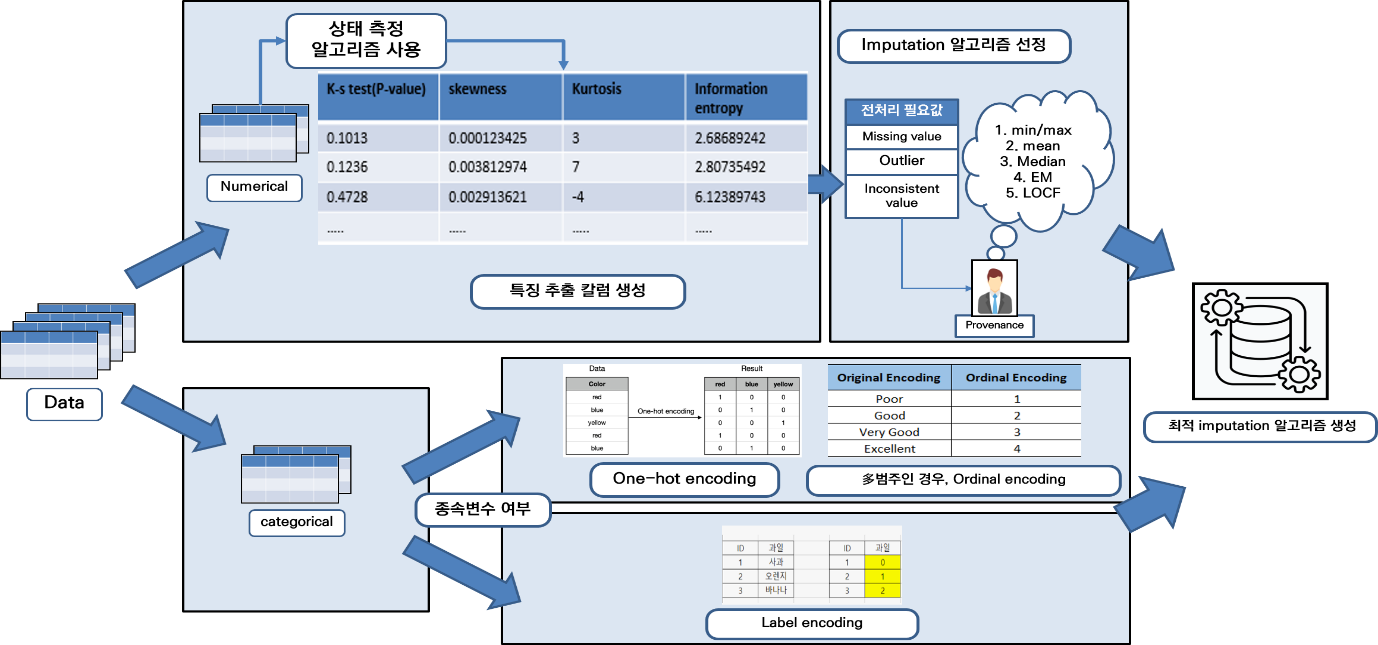 상태 측정
알고리즘 사용
K-s test(P-value) skewness Kurtosis Information entropy
0.1013 0.000123425 3 2.68689242
0.1236 0.003812974 7 2.80735492
0.4728 0.002913621 -4 6.12389743
..... ..... ..... .....
Numerical
특징 추출 칼럼 생성
Imputation 알고리즘 선정
전처리 필요값
Missing value
Outlier
Inconsistent
value
1. min/max
2. mean
3. Median
4. EM
5. LOCF
Provenance
Data
categorical
종속변수 여부
Data Result
Color red blue yellow
red 1 0 0
blue 0 1 0
yellow 0 0 1
red 1 0 0
blue 0 1 0
One-hot encoding
One-hot encoding
Original Encoding Ordinal Encoding
Poor 1
Good 2
Very Good 3
Excellent 4
多범주인 경우, Ordinal encoding
ID 과일 ID 과일
1 사과 1 0
2 오렌지 2 1
3 바나나 3 2
Label encoding
최적 imputation 알고리즘 생성